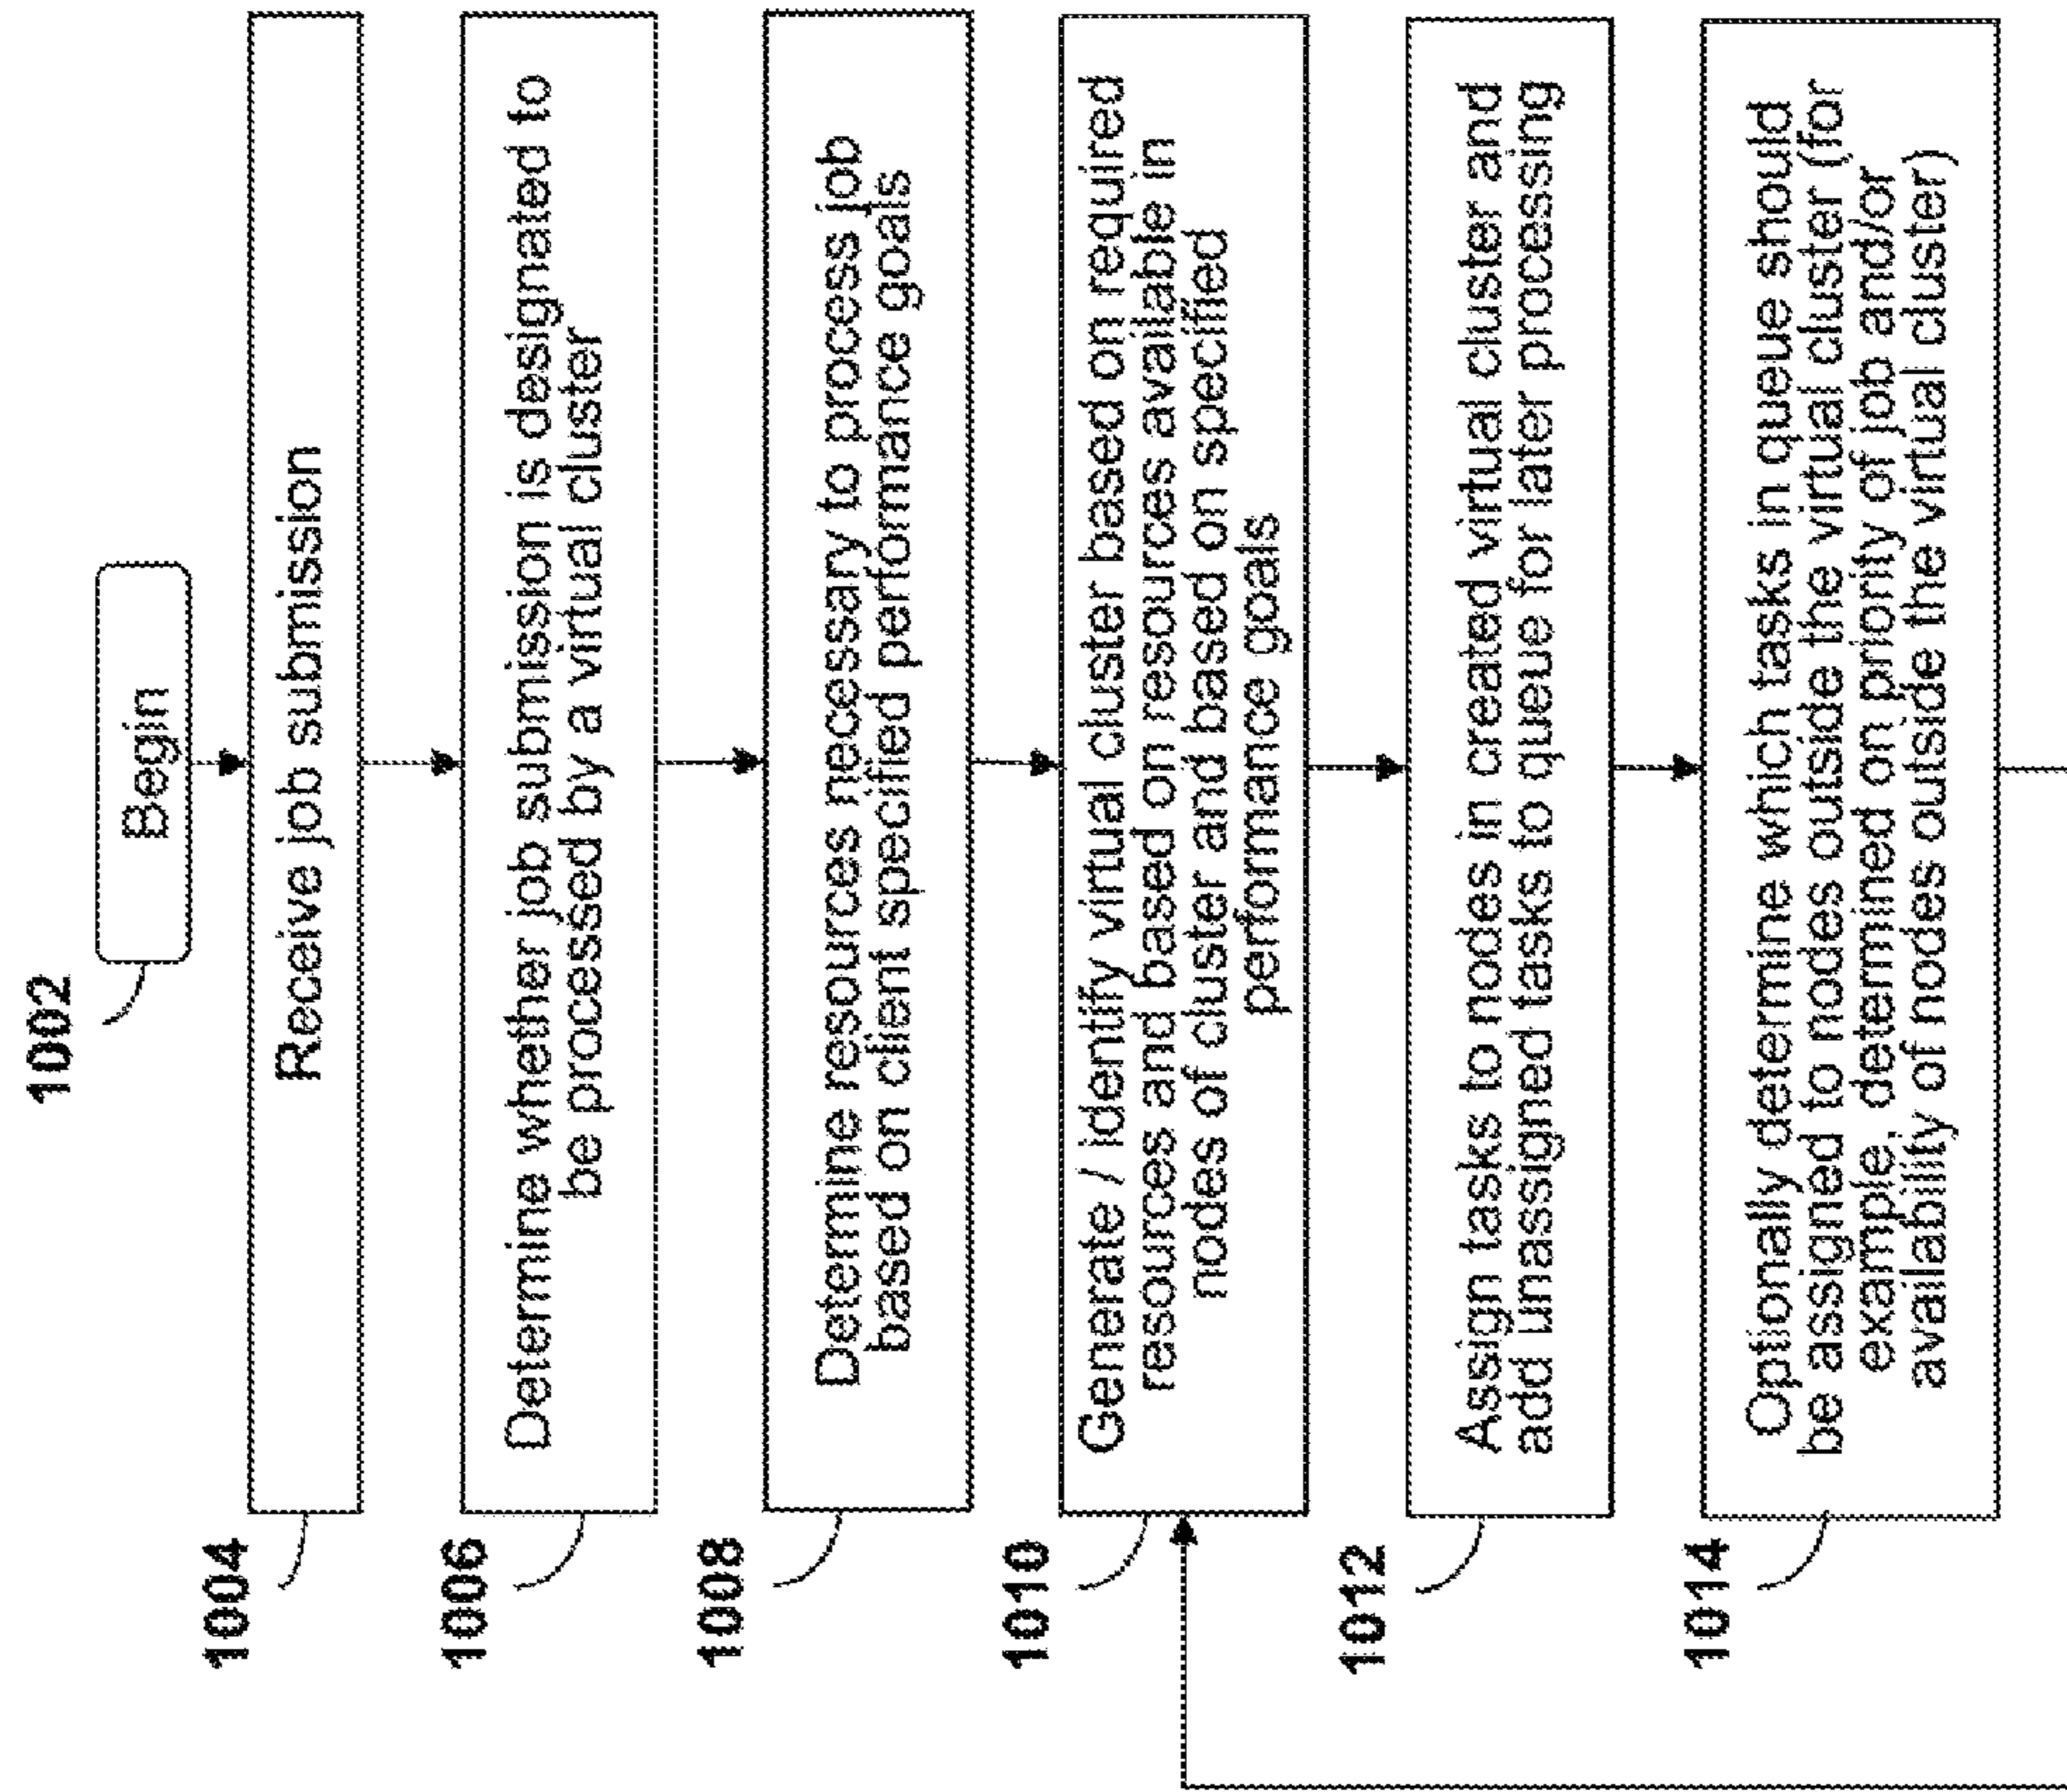 1002
Begin
1004
Receive job submission
1006
Determine whether job submission is designated to
be processed by a virtual cluster
1008
Determine resources necessary to process job
based on client specified performance goals
1010
Generate / identify virtual cluster based on required
resources and based on resources available in
nodes of cluster and based on specified
performance goals
1012
Assign tasks to nodes in created virtual cluster and
add unassigned tasks to queue for later processing
1014
Optionally determine which tasks in queue should
be assigned to nodes outside the virtual cluster (for
example, determined on priority of job and/or
availability of nodes outside the virtual cluster)